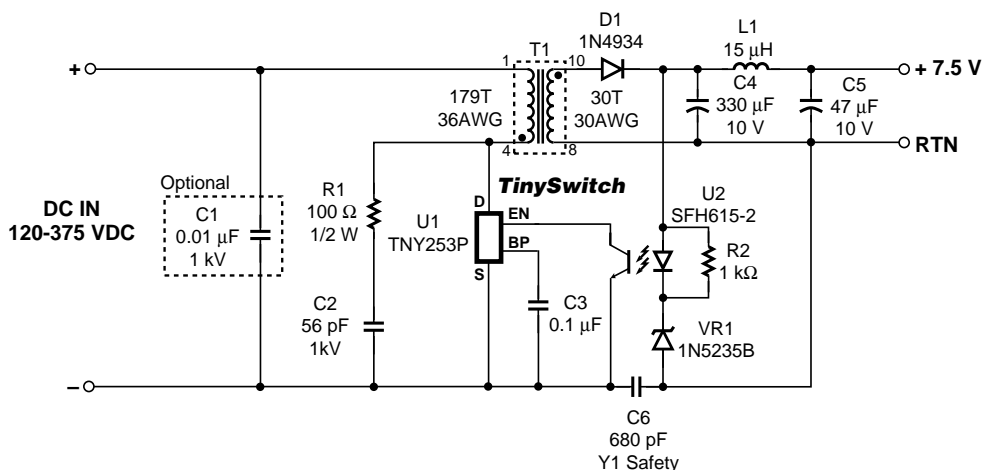 D1
1N4934
L1
15 µH
T1
+
1
10
+ 7.5 V
179T
36AWG
30T
30AWG
C4
330 µF
10 V
C5
47 µF
10 V
4
8
RTN
TinySwitch
Optional
C1
0.01 µF
1 kV
DC IN
120-375 VDC
R1
100 Ω
1/2 W
U1
TNY253P
D
EN
BP
S
U2
SFH615-2
R2
1 kΩ
C2
56 pF
1kV
C3
0.1 µF
VR1
1N5235B
–
C6
680 pF
Y1 Safety